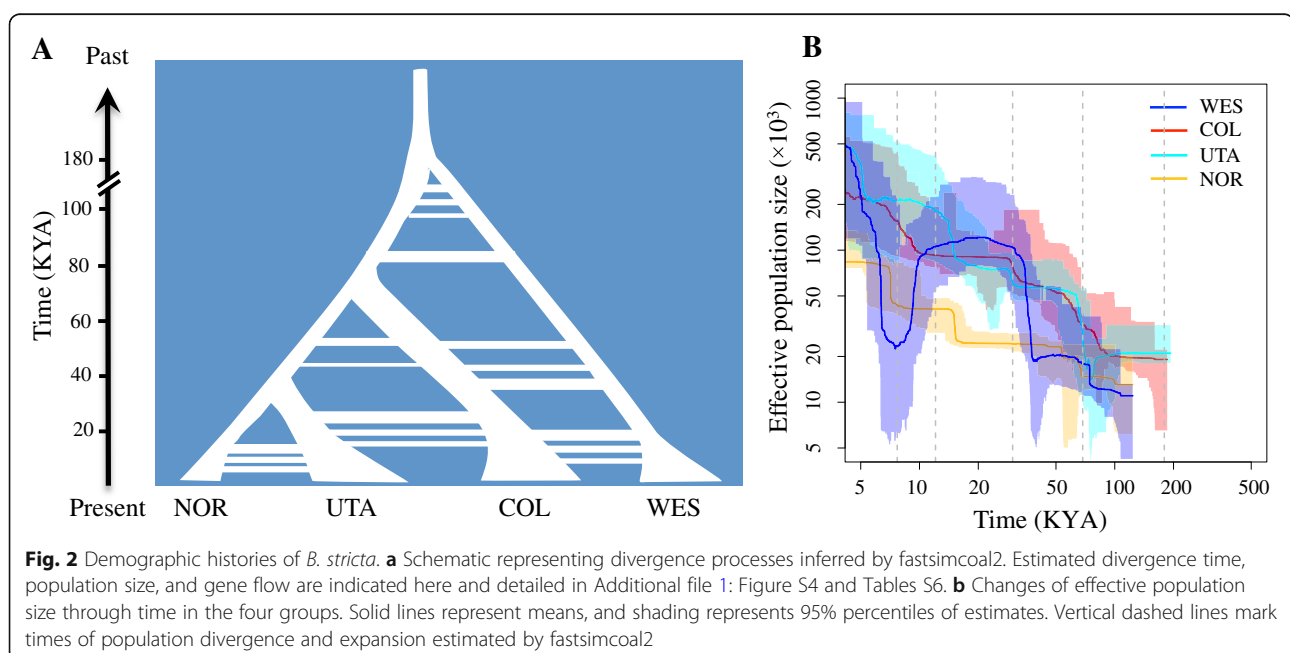 A
Past
Time (KYA)
180
100
80
60
40
20
Present
NOR
UTA
COL
WES
B
Effective population size (×10³)
1000
500
200
100
50
20
10
5
WES
COL
UTA
NOR
5
10
20
50
100
200
500
Time (KYA)
Fig. 2 Demographic histories of B. stricta. a Schematic representing divergence processes inferred by fastsimcoal2. Estimated divergence time,
population size, and gene flow are indicated here and detailed in Additional file 1: Figure S4 and Tables S6. b Changes of effective population
size through time in the four groups. Solid lines represent means, and shading represents 95% percentiles of estimates. Vertical dashed lines mark
times of population divergence and expansion estimated by fastsimcoal2